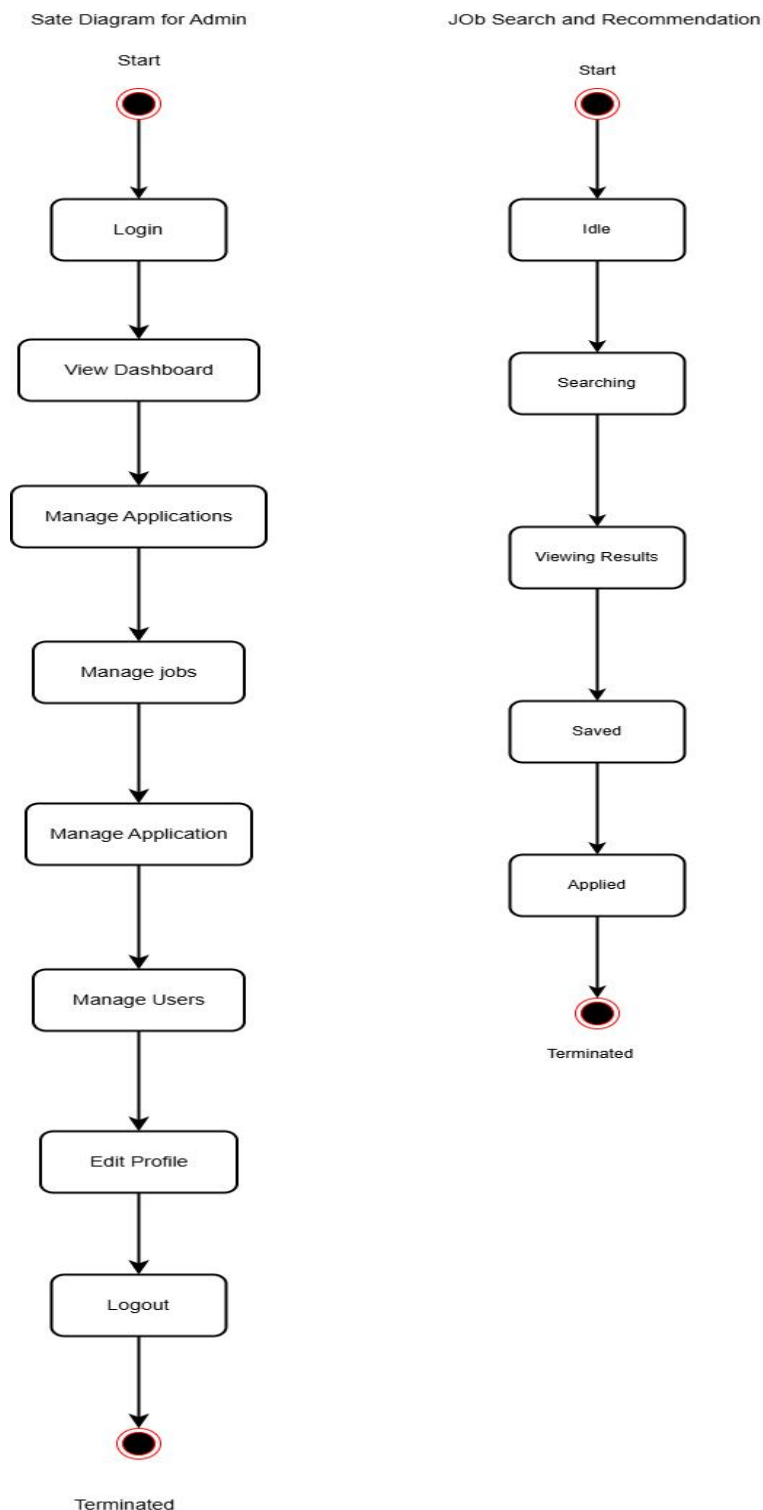 Sate Diagram for Admin
Start
Login
View Dashboard
Manage Applications
Manage jobs
Manage Application
Manage Users
Edit Profile
Logout
Terminated
JOb Search and Recommendation
Start
Idle
Searching
Viewing Results
Saved
Applied
Terminated